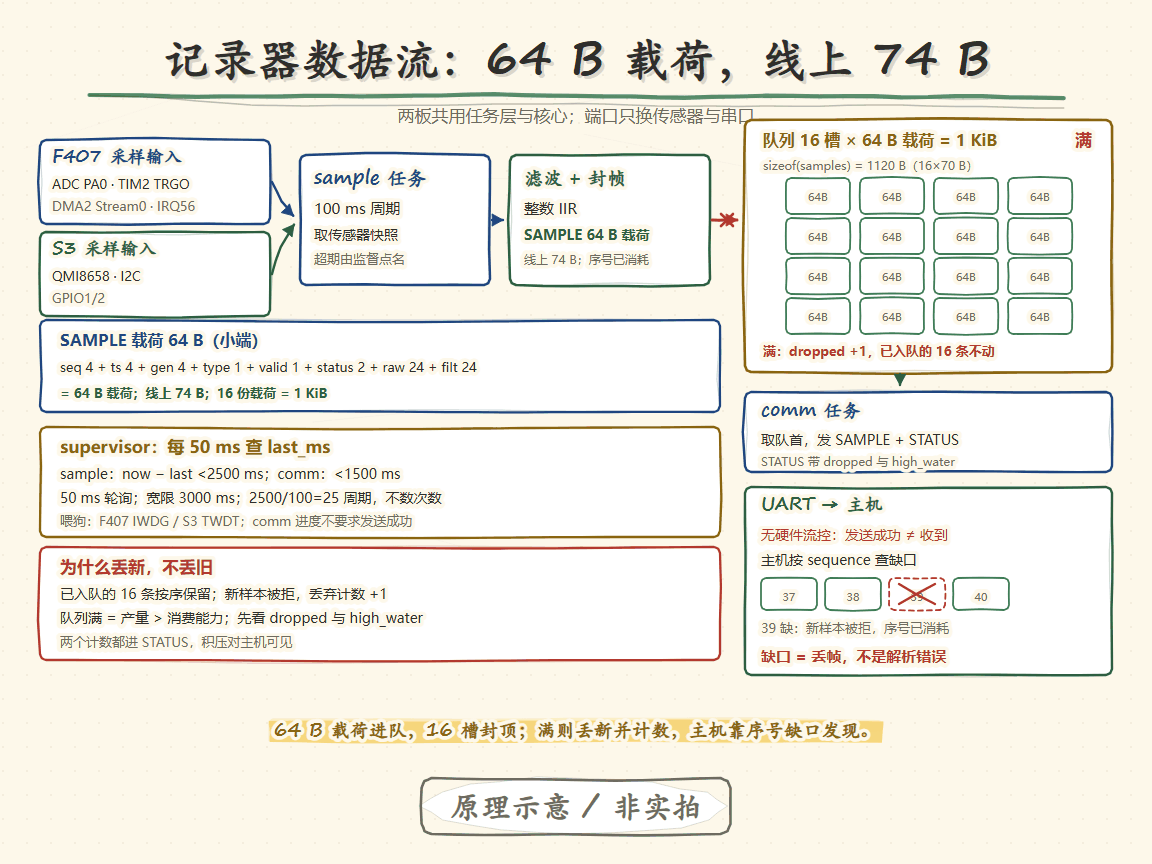 记录器数据流：64 B 载荷，线上 74 B
两板共用任务层与核心；端口只换传感器与串口
F407 采样输入
ADC PA0 · TIM2 TRGO
DMA2 Stream0 · IRQ56
S3 采样输入
QMI8658 · I2C
GPIO1/2
sample 任务
100 ms 周期
取传感器快照
超期由监督点名
滤波 + 封帧
整数 IIR
SAMPLE 64 B 载荷
线上 74 B；序号已消耗
队列 16 槽 × 64 B 载荷 = 1 KiB 满
sizeof(samples) = 1120 B（16×70 B）
64B 64B 64B 64B
64B 64B 64B 64B
64B 64B 64B 64B
64B 64B 64B 64B
满：dropped +1，已入队的 16 条不动
SAMPLE 载荷 64 B（小端）
seq 4 + ts 4 + gen 4 + type 1 + valid 1 + status 2 + raw 24 + filt 24
= 64 B 载荷；线上 74 B；16 份载荷 = 1 KiB
supervisor：每 50 ms 查 last_ms
sample：now − last <2500 ms；comm：<1500 ms
50 ms 轮询；宽限 3000 ms；2500/100=25 周期，不数次数
喂狗：F407 IWDG / S3 TWDT；comm 进度不要求发送成功
为什么丢新，不丢旧
已入队的 16 条按序保留；新样本被拒，丢弃计数 +1
队列满 = 产量 > 消费能力；先看 dropped 与 high_water
两个计数都进 STATUS，积压对主机可见
comm 任务
取队首，发 SAMPLE + STATUS
STATUS 带 dropped 与 high_water
UART → 主机
无硬件流控：发送成功 ≠ 收到
主机按 sequence 查缺口
37 38 39 40
39 缺：新样本被拒，序号已消耗
缺口 = 丢帧，不是解析错误
64 B 载荷进队，16 槽封顶；满则丢新并计数，主机靠序号缺口发现。
原理示意 / 非实拍